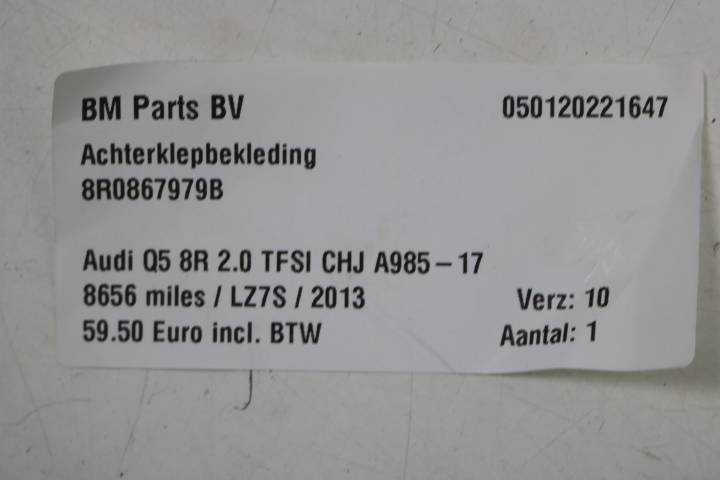 BM Parts BV 050120221647
Achterklepbekleding
8R0867979B
Audi Q5 8R 2.0 TFSI CHJ A985-17
8656 miles / LZ7S / 2013 Verz: 10
59.50 Euro incl. BTW Aantal: 1